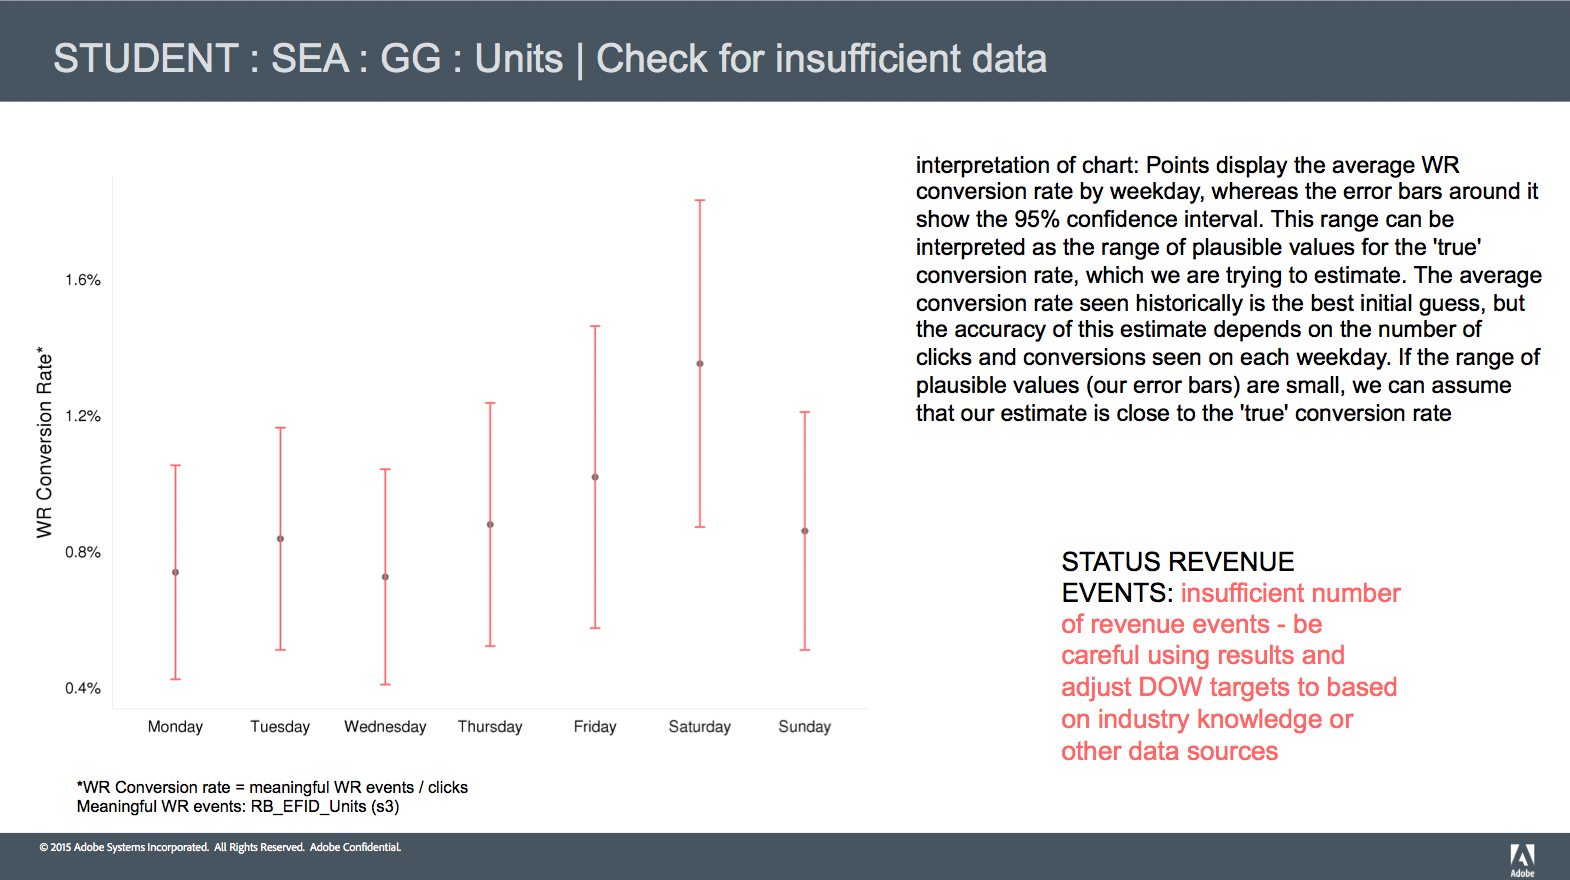 STUDENT : SEA : GG : Units | Check for insufficient data
interpretation of chart: Points display the average WR
conversion rate by weekday, whereas the error bars around it
show the 95% confidence interval. This range can be
interpreted as the range of plausible values for the 'true'
conversion rate, which we are trying to estimate. The average
conversion rate seen historically is the best initial guess, but
the accuracy of this estimate depends on the number of
clicks and conversions seen on each weekday. If the range of
plausible values (our error bars) are small, we can assume
that our estimate is close to the 'true' conversion rate
WR Conversion Rate*
1.6%
1.2%
0.8%
0.4%
Monday Tuesday Wednesday Thursday Friday Saturday Sunday
STATUS REVENUE
EVENTS: insufficient number
of revenue events - be
careful using results and
adjust DOW targets to based
on industry knowledge or
other data sources
*WR Conversion rate = meaningful WR events / clicks
Meaningful WR events: RB_EFID_Units (s3)
© 2015 Adobe Systems Incorporated. All Rights Reserved. Adobe Confidential.
Adobe